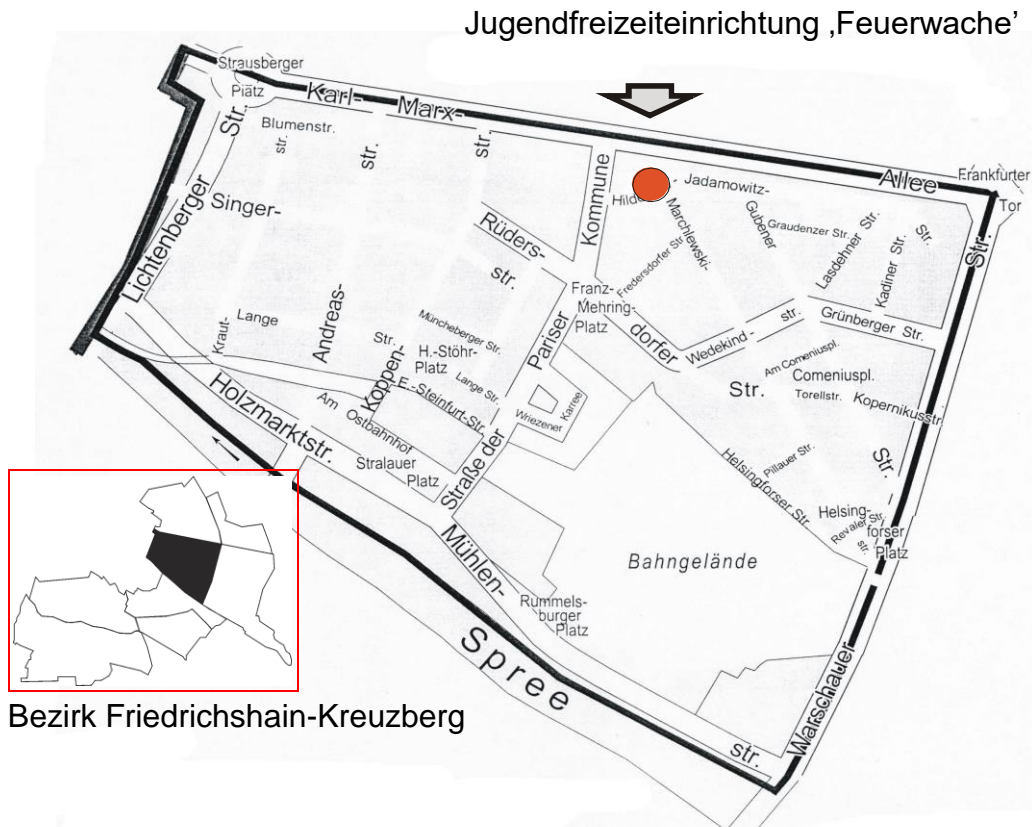 Jugendfreizeiteinrichtung ‚Feuerwache’
Strausberger
Platz
Karl-
Marx-
Allee
Frankfurter
Tor
Blumenstr.
str.
str.
str.
Str.
Lichtenberger
Singer-
Rüders-
str.
Kommune
Pariser
Straße der
Jadamowitz-
Marchlewski-
Gubener
Graudenzer Str.
Lasdehner Str.
Kadiner Str.
Str.
Str.
Fredersdorfer Str.
Franz-
Mehring-
Platz
dorfer
Wedekind-
str.
Grünberger Str.
Kraut-
Lange
Andreas-
Str.
Koppen-
Müncheberger Str.
H.-Stöhr-
Platz
Lange Str.
E.-Steinfurt-Str.
Am
Ostbahnhof
Holzmarktstr.
Stralauer
Platz
Wriezener
Karree
Am Comeniuspl.
Comeniuspl.
Str.
Torellstr.
Kopernikusstr.
Pillauer Str.
Helsingforser Str.
Str.
Helsing-
forser
Platz
Revaler Str.
str.
Bahngelände
Mühlen-
Rummels-
burger
Platz
Spree
str.
Warschauer
Bezirk Friedrichshain-Kreuzberg